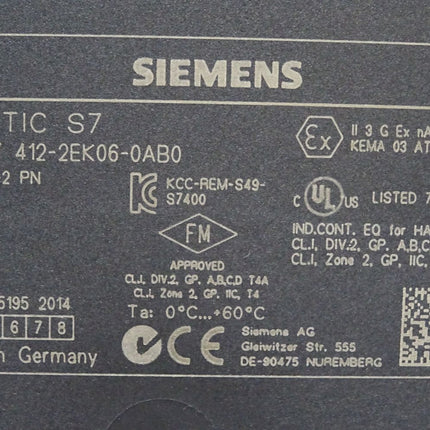 SIEMENS
TIC S7
7 412-2EK06-0AB0
-2 PN
KCC-REM-S49-
S7400
Ex II 3 G Ex nA
KEMA 03 AT
C UL US LISTED 7
FM
APPROVED
CL.I, DIV.2, GP. A,B,C,D T4A
CL.I, Zone 2, GP. IIC, T4
Ta: 0°C...+60°C
IND.CONT. EQ for HA
CL.I, DIV.2, GP. A,B,C
CL.I, Zone 2, GP. IIC,
5195 2014
6 7 8
n Germany
CE
Siemens AG
Gleiwitzer Str. 555
DE-90475 NUREMBERG